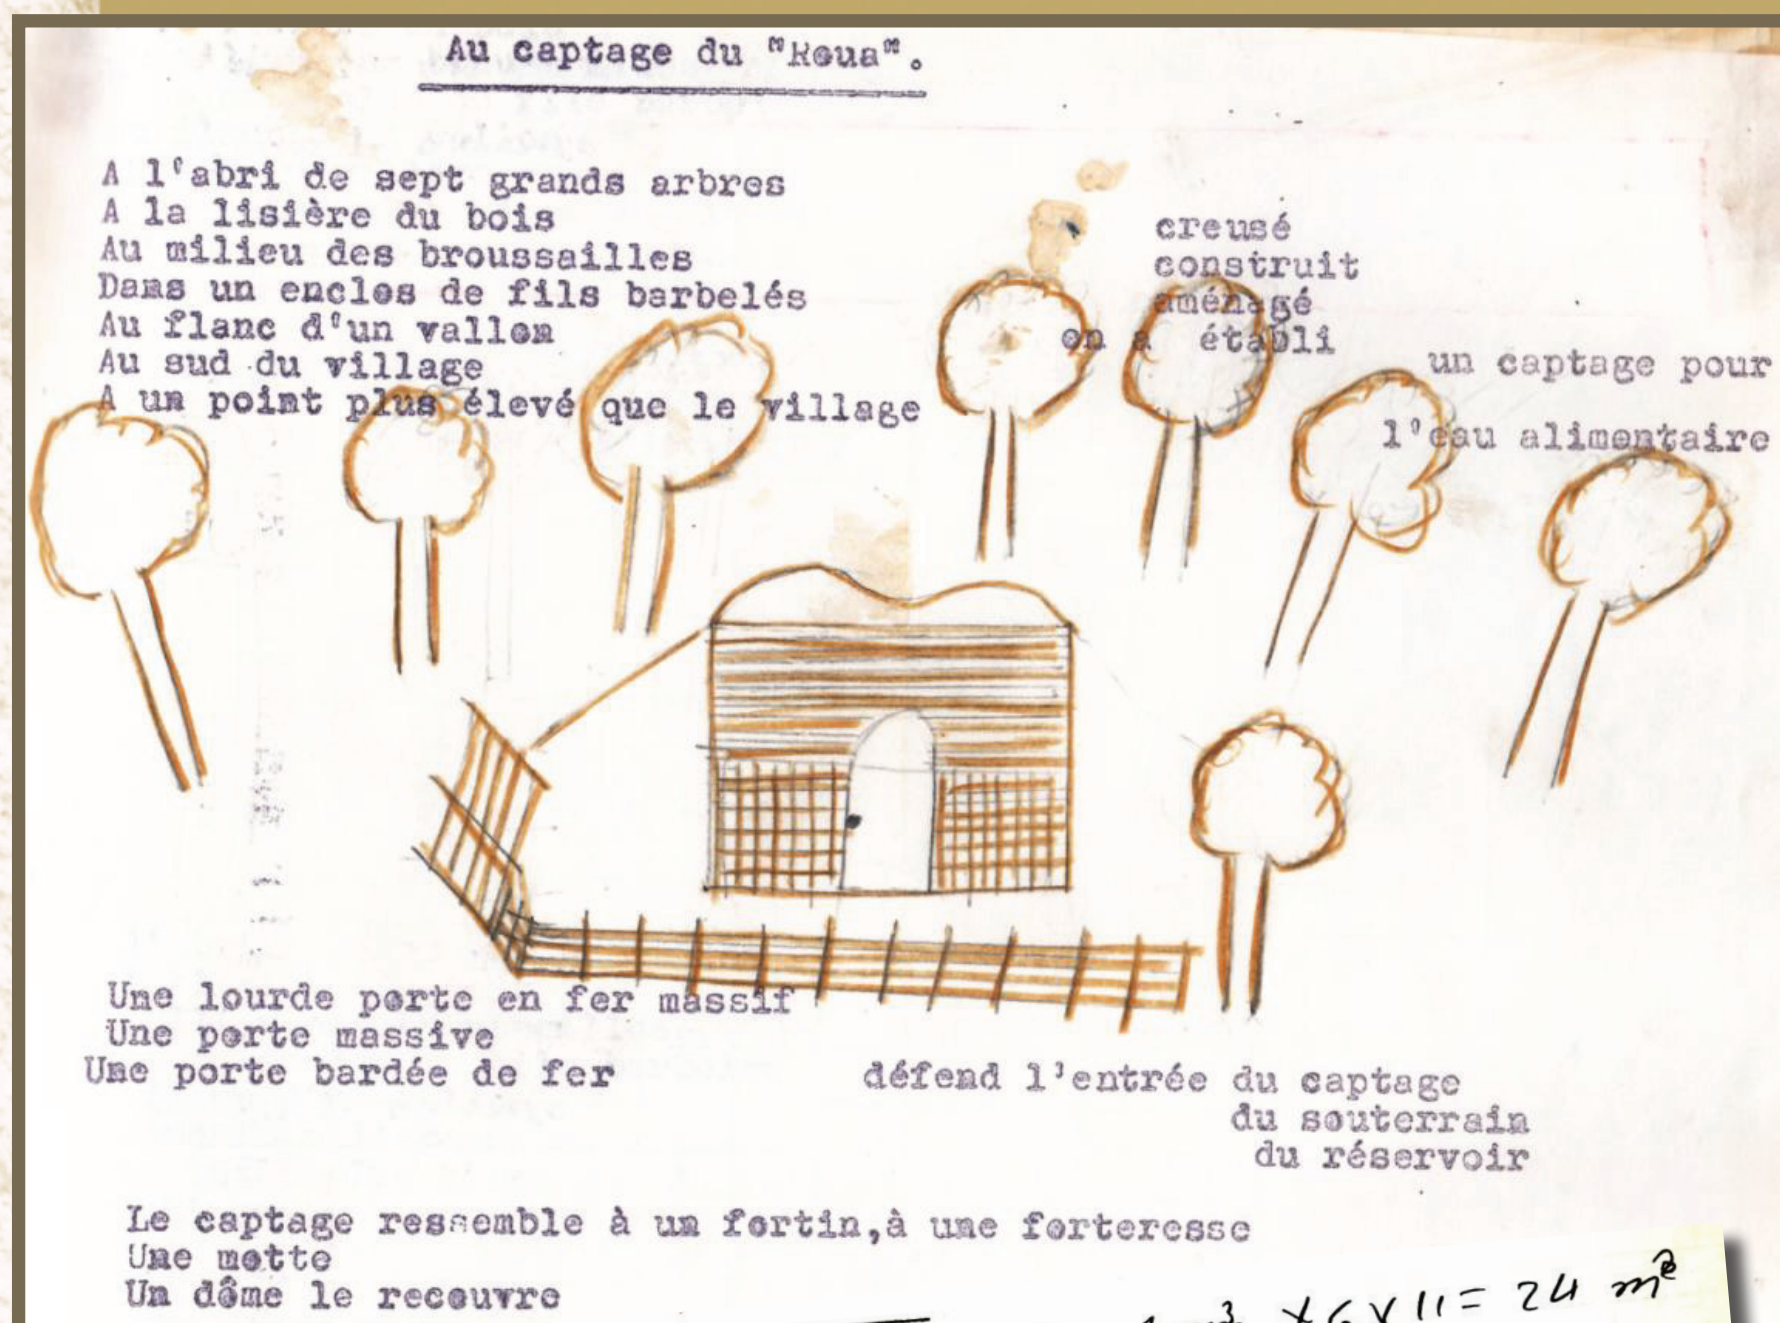 Au captage du "Roua".
A l'abri de sept grands arbres
A la lisière du bois
Au milieu des broussailles
Dans un enclos de fils barbelés
Au flanc d'un vallon
Au sud du village
A un point plus élevé que le village
creusé
construit
aménagé
on a établi
un captage pour
l'eau alimentaire
Une lourde porte en fer massif
Une porte massive
Une porte bardée de fer
défend l'entrée du captage
du souterrain
du réservoir
Le captage ressemble à un fortin,à une forteresse
Une motte
Un dôme le recouvre
x 6 x 11 = 24 m³